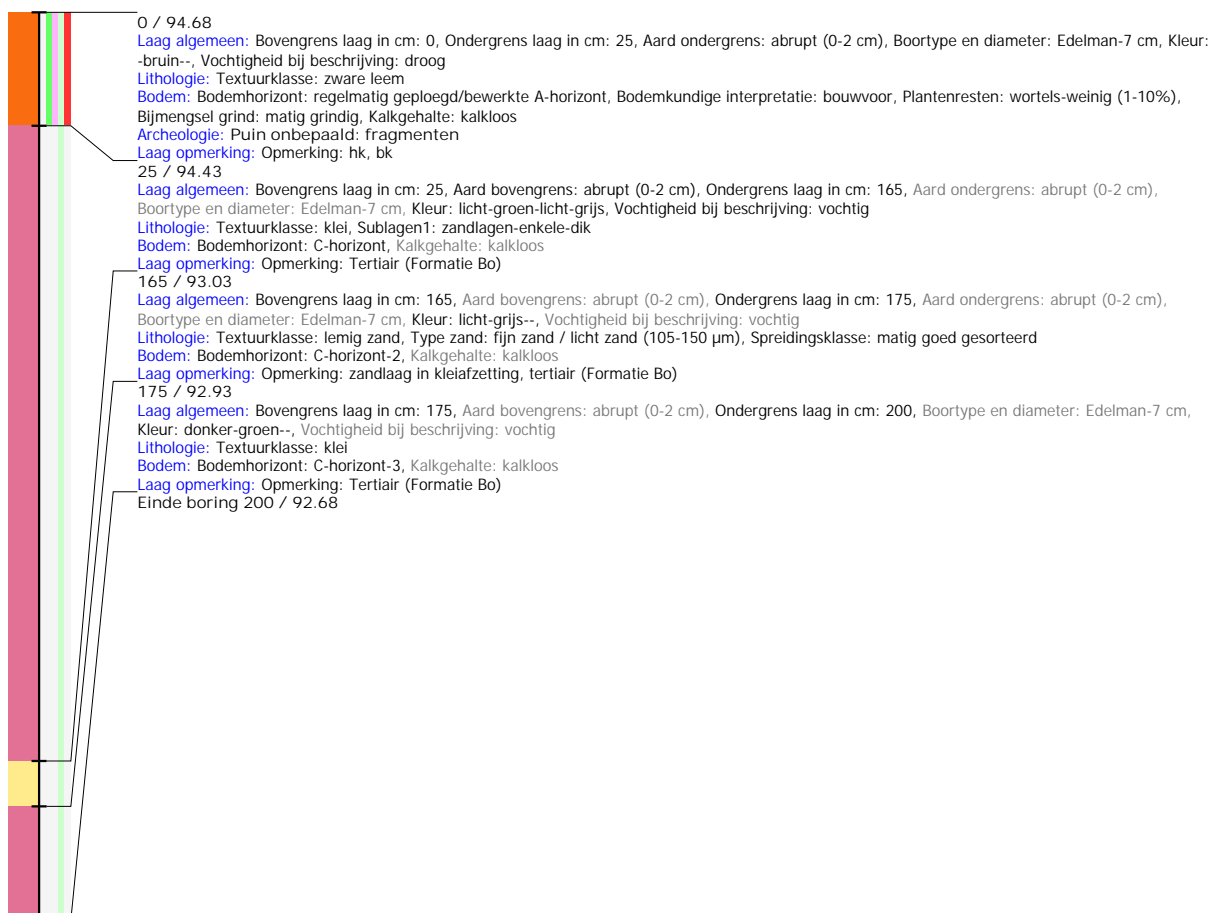 0 / 94.68
Laag algemeen: Bovengrens laag in cm: 0, Ondergrens laag in cm: 25, Aard ondergrens: abrupt (0-2 cm), Boortype en diameter: Edelman-7 cm, Kleur:
-bruin--, Vochtigheid bij beschrijving: droog
Lithologie: Textuurklasse: zware leem
Bodem: Bodemhorizont: regelmatig geploegd/bewerkte A-horizont, Bodemkundige interpretatie: bouwvoor, Plantenresten: wortels-weinig (1-10%),
Bijmengsel grind: matig grindig, Kalkgehalte: kalkloos
Archeologie: Puin onbepaald: fragmenten
Laag opmerking: Opmerking: hk, bk
25 / 94.43
Laag algemeen: Bovengrens laag in cm: 25, Aard bovengrens: abrupt (0-2 cm), Ondergrens laag in cm: 165, Aard ondergrens: abrupt (0-2 cm),
Boortype en diameter: Edelman-7 cm, Kleur: licht-groen-licht-grijs, Vochtigheid bij beschrijving: vochtig
Lithologie: Textuurklasse: klei, Sublagen1: zandlagen-enkele-dik
Bodem: Bodemhorizont: C-horizont, Kalkgehalte: kalkloos
Laag opmerking: Opmerking: Tertiair (Formatie Bo)
165 / 93.03
Laag algemeen: Bovengrens laag in cm: 165, Aard bovengrens: abrupt (0-2 cm), Ondergrens laag in cm: 175, Aard ondergrens: abrupt (0-2 cm),
Boortype en diameter: Edelman-7 cm, Kleur: licht-grijs--, Vochtigheid bij beschrijving: vochtig
Lithologie: Textuurklasse: lemig zand, Type zand: fijn zand / licht zand (105-150 µm), Spreidingsklasse: matig goed gesorteerd
Bodem: Bodemhorizont: C-horizont-2, Kalkgehalte: kalkloos
Laag opmerking: Opmerking: zandlaag in kleiafzetting, tertiair (Formatie Bo)
175 / 92.93
Laag algemeen: Bovengrens laag in cm: 175, Aard bovengrens: abrupt (0-2 cm), Ondergrens laag in cm: 200, Boortype en diameter: Edelman-7 cm,
Kleur: donker-groen--, Vochtigheid bij beschrijving: vochtig
Lithologie: Textuurklasse: klei
Bodem: Bodemhorizont: C-horizont-3, Kalkgehalte: kalkloos
Laag opmerking: Opmerking: Tertiair (Formatie Bo)
Einde boring 200 / 92.68